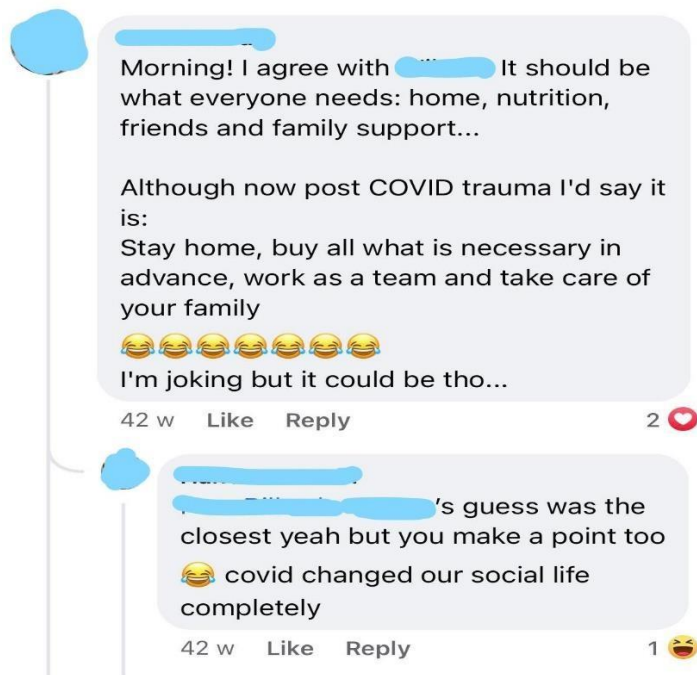 Morning! I agree with It should be
what everyone needs: home, nutrition,
friends and family support...
Although now post COVID trauma I'd say it
is:
Stay home, buy all what is necessary in
advance, work as a team and take care of
your family
😂😂😂😂😂😂😂
I'm joking but it could be tho...
42 w Like Reply 2
's guess was the
closest yeah but you make a point too
😂 covid changed our social life
completely
42 w Like Reply 1